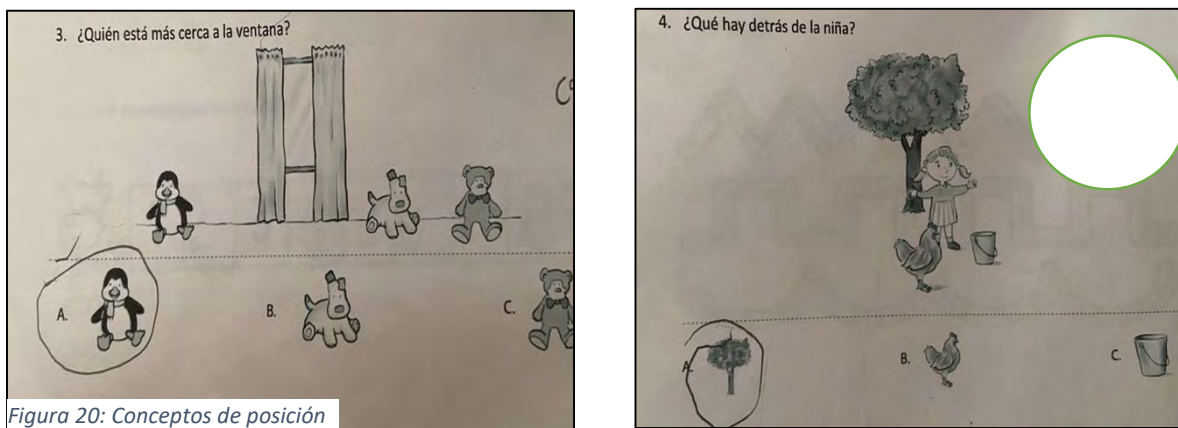 3. ¿Quién está más cerca a la ventana?
A.
B.
C.
Figura 20: Conceptos de posición
4. ¿Qué hay detrás de la niña?
A.
B.
C.